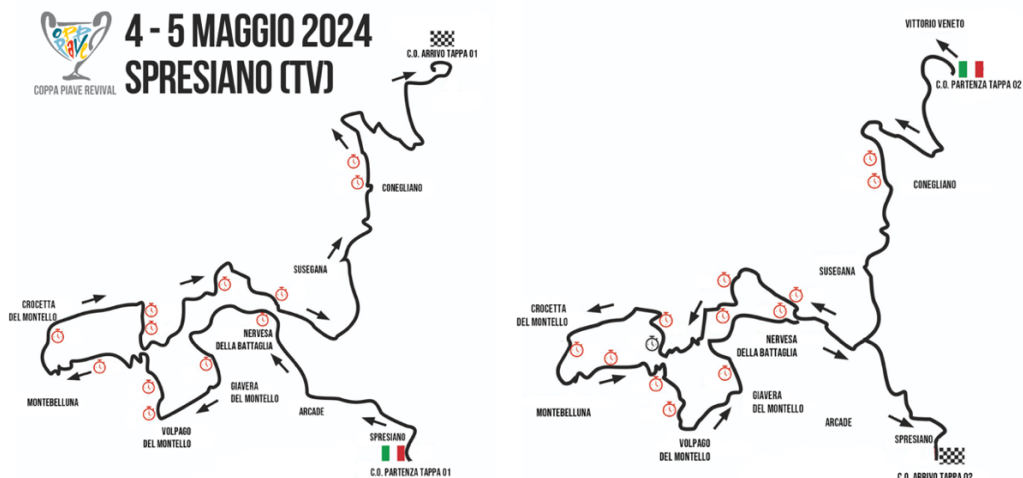 OPP
Piave
COPPA PIAVE REVIVAL
4 - 5 MAGGIO 2024
SPRESIANO (TV)
C.O. ARRIVO TAPPA 01
CONEGLIANO
SUSEGANA
CROCETTA
DEL MONTELLO
NERVESA
DELLA BATTAGLIA
MONTEBELLUNA
GIAVERA
DEL MONTELLO
ARCADE
VOLPAGO
DEL MONTELLO
SPRESIANO
C.O. PARTENZA TAPPA 01
VITTORIO VENETO
C.O. PARTENZA TAPPA 02
CONEGLIANO
SUSEGANA
CROCETTA
DEL MONTELLO
NERVESA
DELLA BATTAGLIA
GIAVERA
DEL MONTELLO
MONTEBELLUNA
ARCADE
VOLPAGO
DEL MONTELLO
SPRESIANO
C.O. ARRIVO TAPPA 02